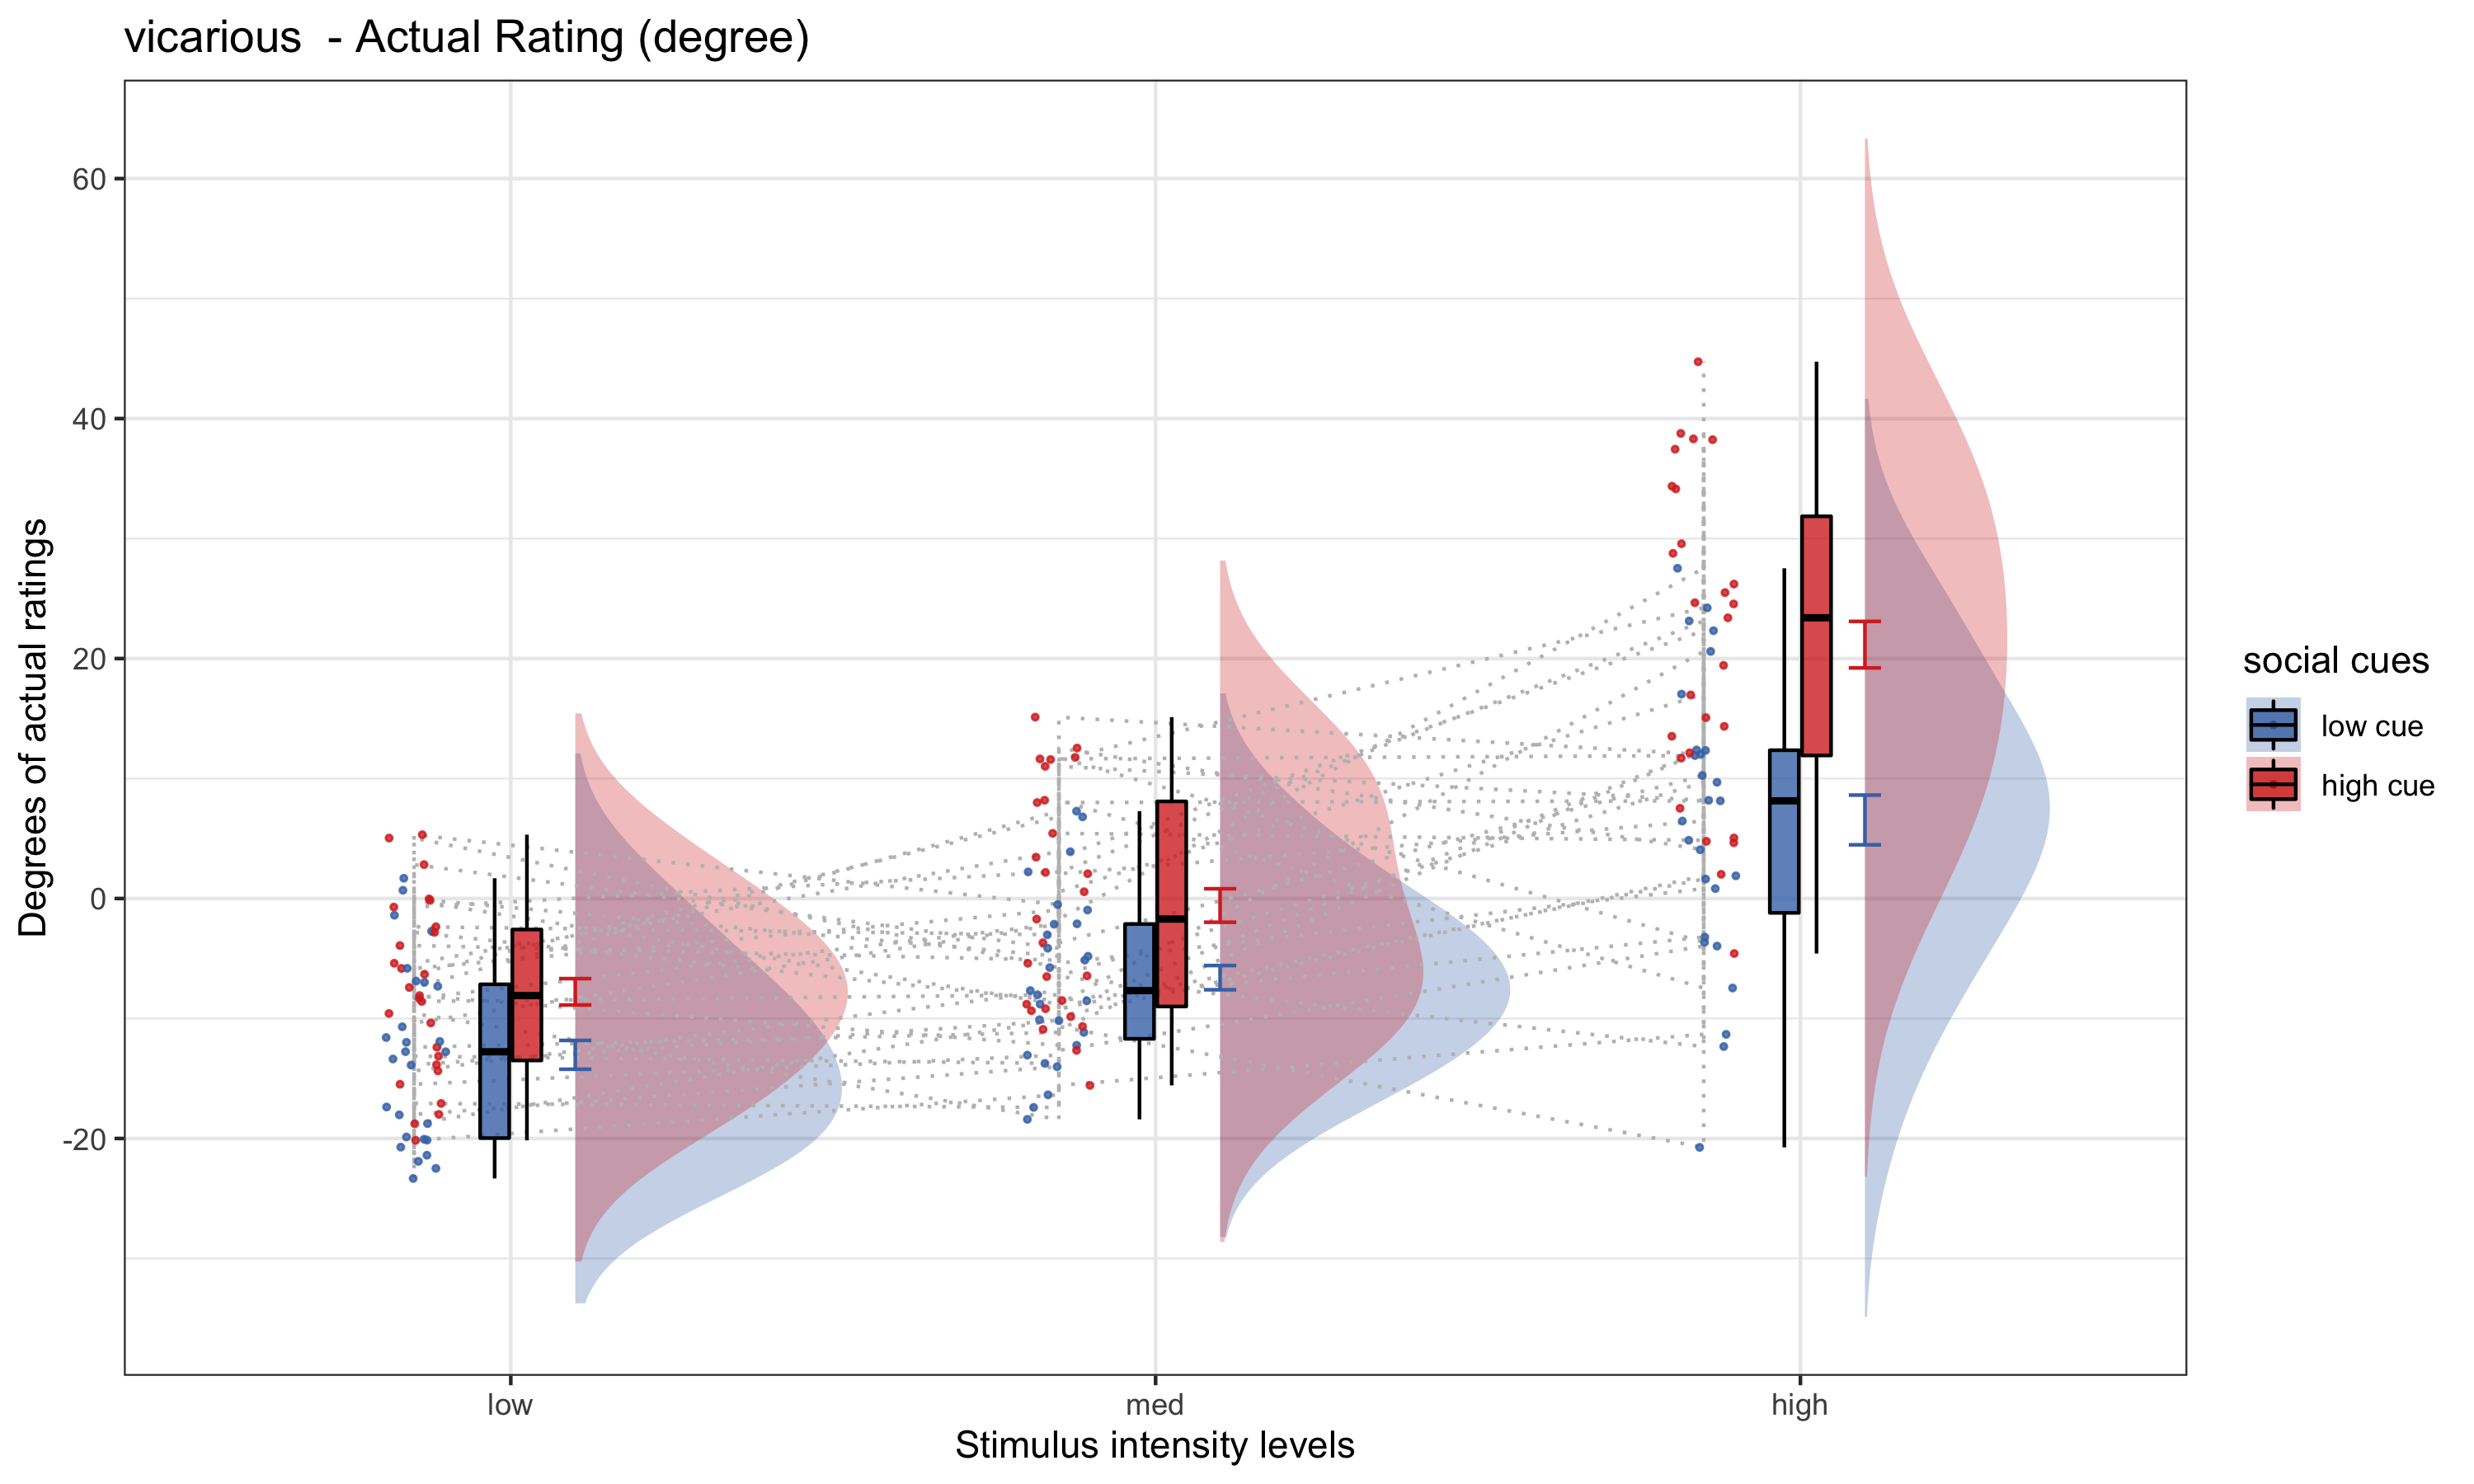 vicarious  - Actual Rating (degree)
Degrees of actual ratings
60
40
20
0
-20
low
med
high
Stimulus intensity levels
social cues
low cue
high cue